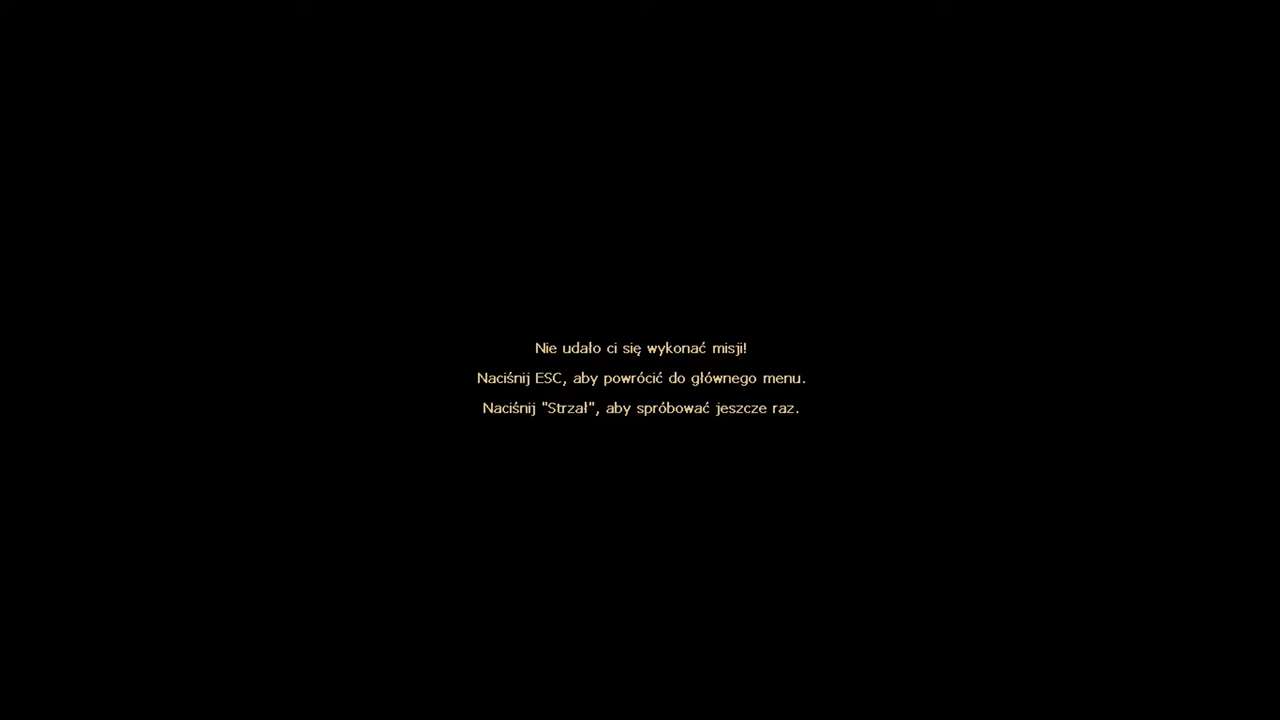 Nie udało ci się wykonać misji!
Naciśnij ESC, aby powrócić do głównego menu.
Naciśnij "Strzał", aby spróbować jeszcze raz.